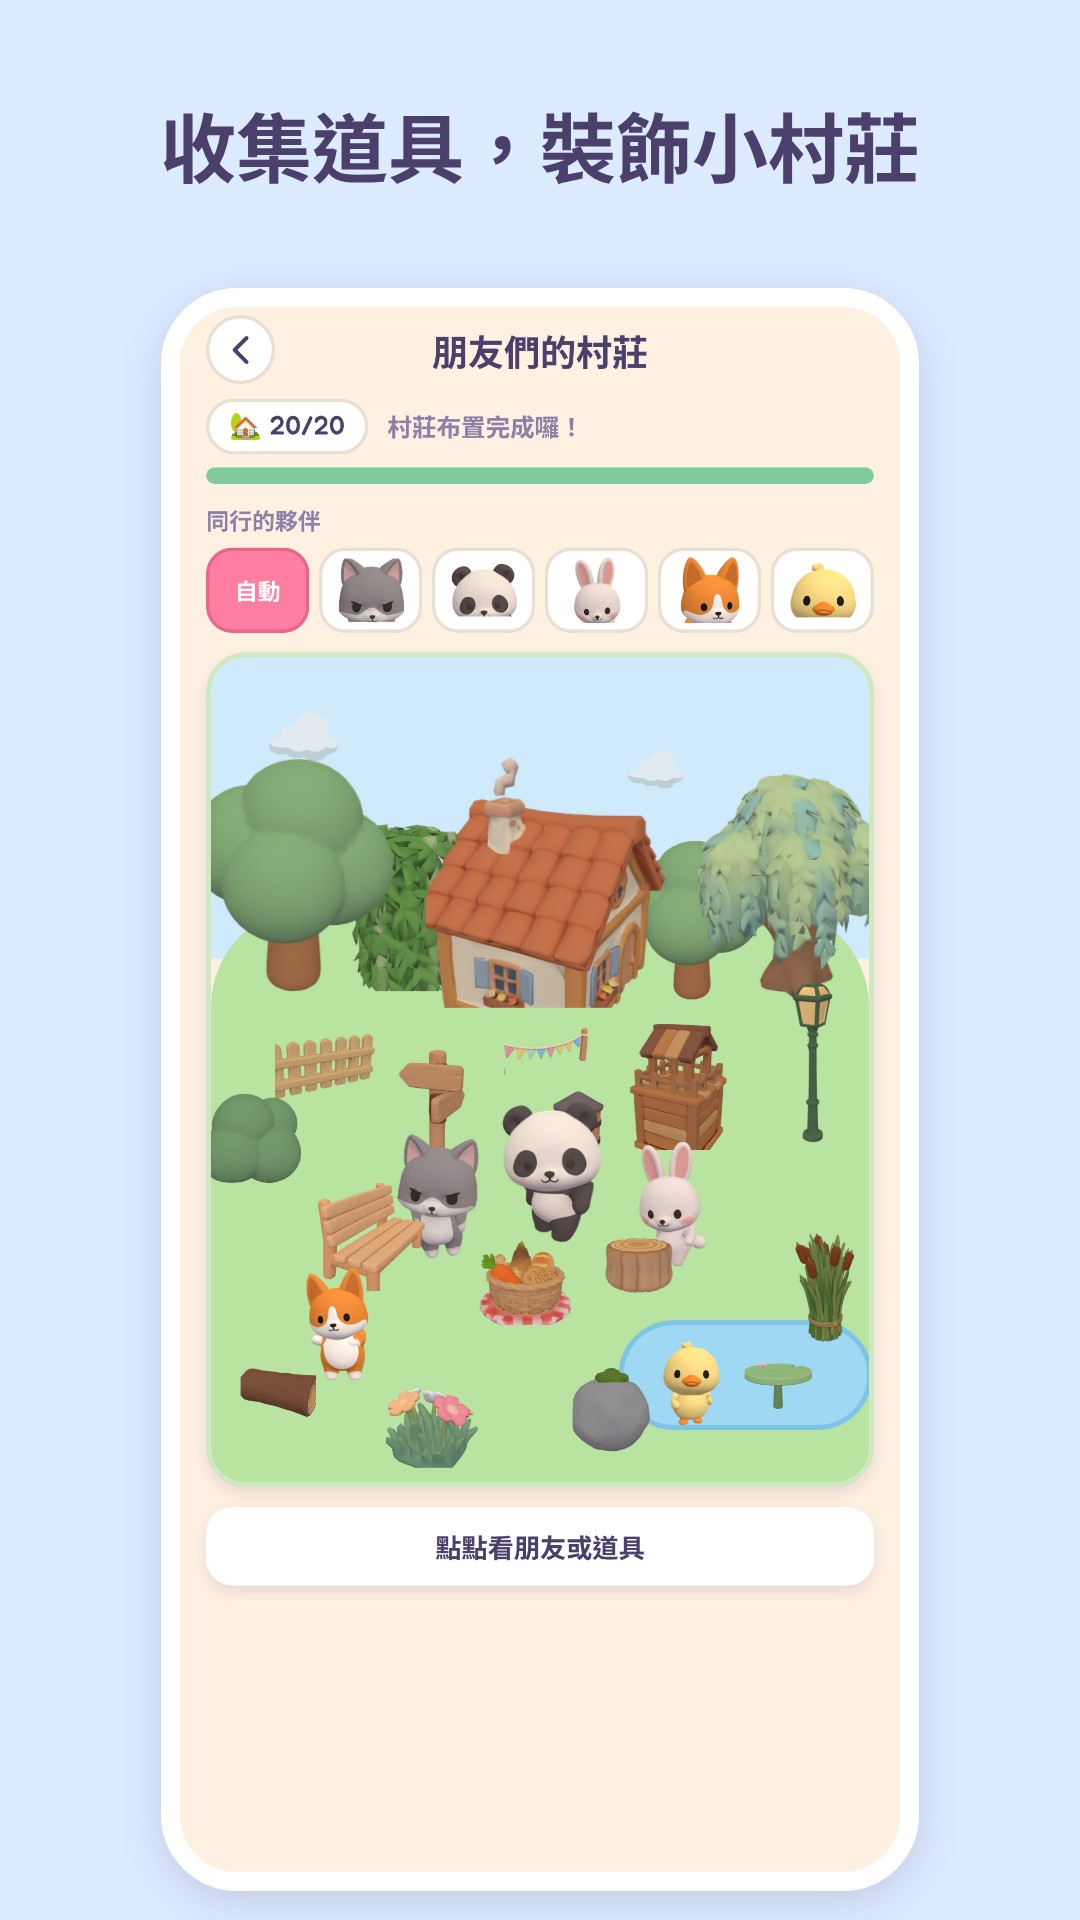 收集道具，裝飾小村莊
朋友們的村莊
20/20 村莊布置完成囉！
同行的夥伴
自動
點點看朋友或道具